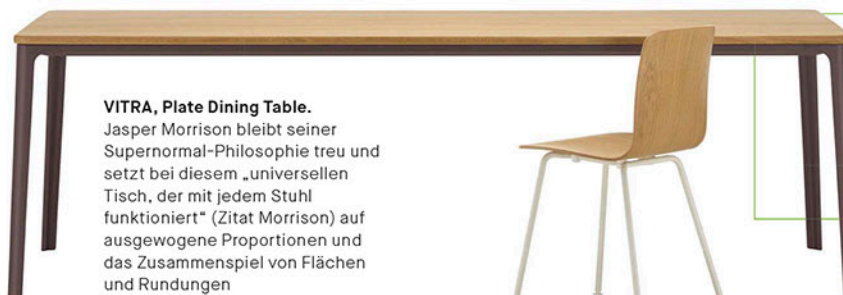 VITRA, Plate Dining Table.
Jasper Morrison bleibt seiner
Supernormal-Philosophie treu und
setzt bei diesem „universellen
Tisch, der mit jedem Stuhl
funktioniert“ (Zitat Morrison) auf
ausgewogene Proportionen und
das Zusammenspiel von Flächen
und Rundungen